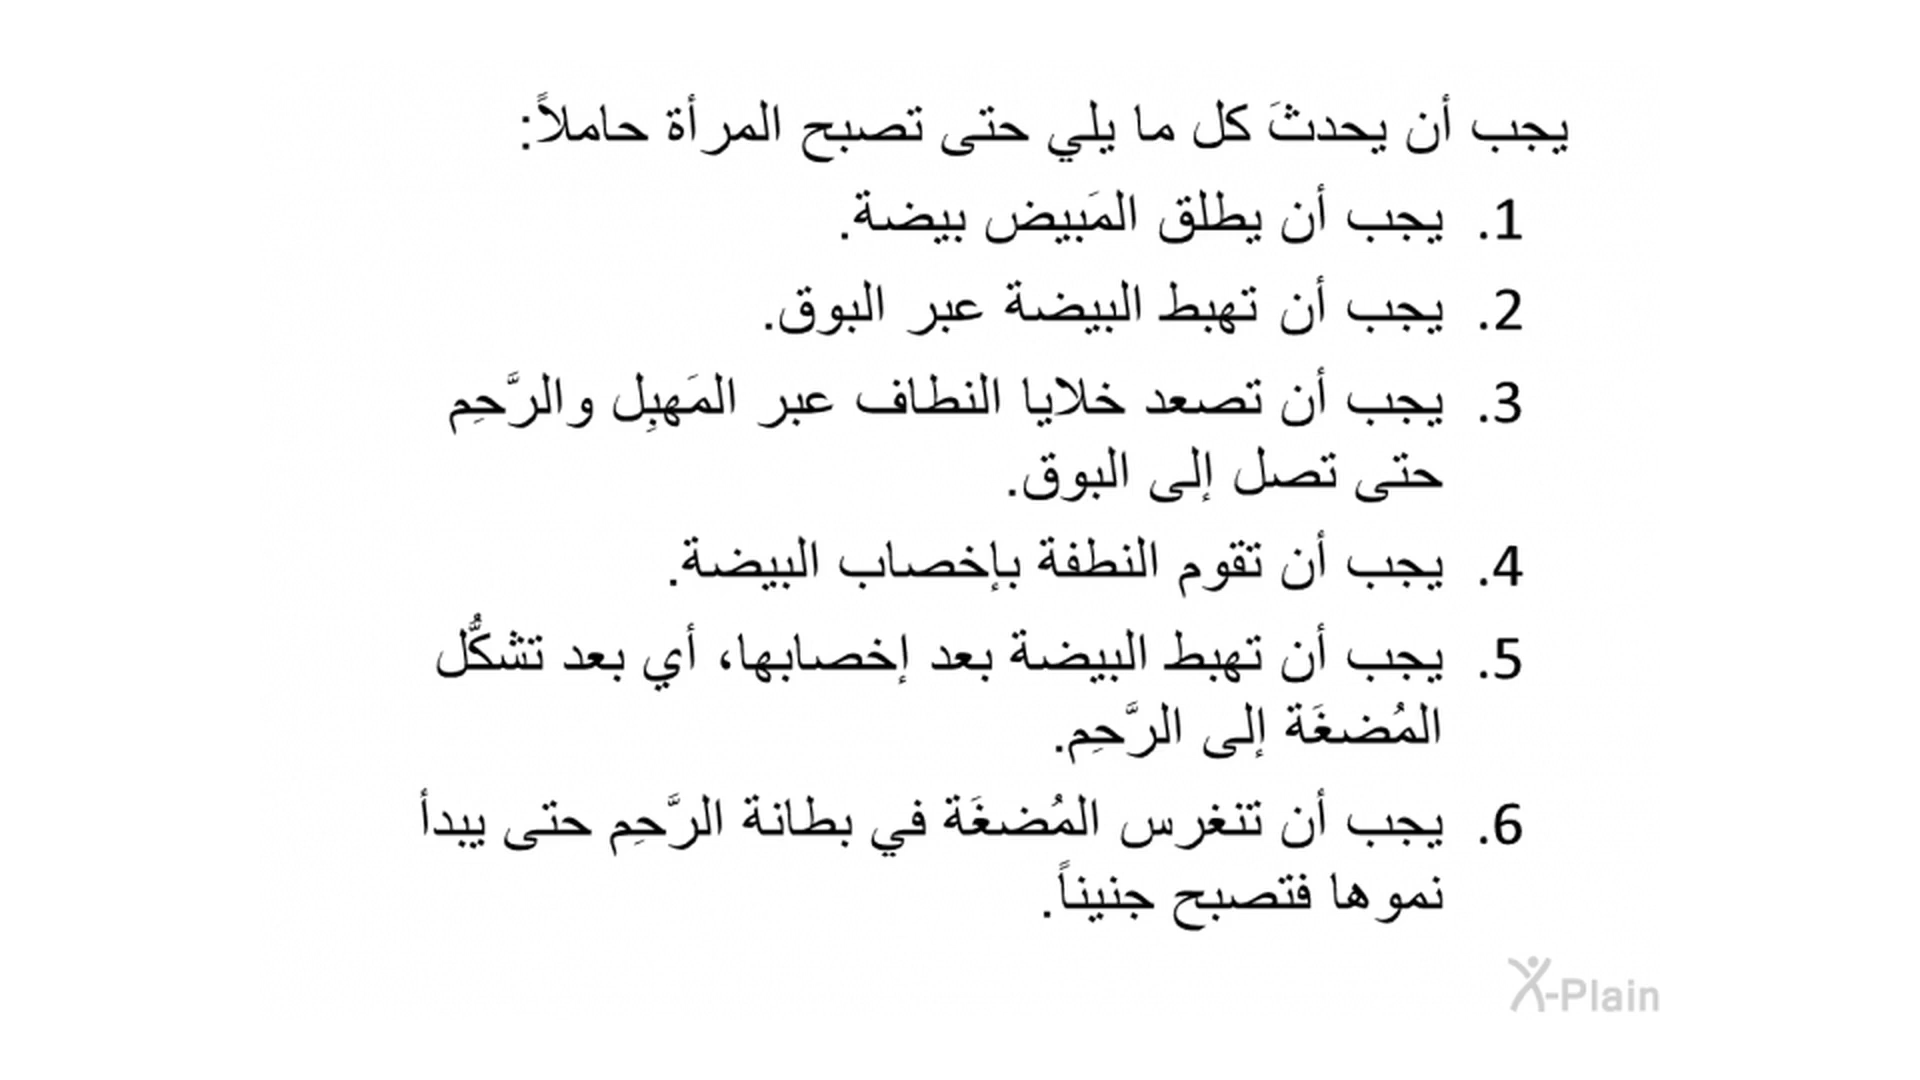 يجب أن يحدثَ كل ما يلي حتى تصبح المرأة حاملاً:
1. يجب أن يطلق المَبيض بيضة.
2. يجب أن تهبط البيضة عبر البوق.
3. يجب أن تصعد خلايا النطاف عبر المَهبِل والرَّحِم
حتى تصل إلى البوق.
4. يجب أن تقوم النطفة بإخصاب البيضة.
5. يجب أن تهبط البيضة بعد إخصابها، أي بعد تشكُّل
المُضغَة إلى الرَّحِم.
6. يجب أن تنغرس المُضغَة في بطانة الرَّحِم حتى يبدأ
نموها فتصبح جنيناً.
X-Plain